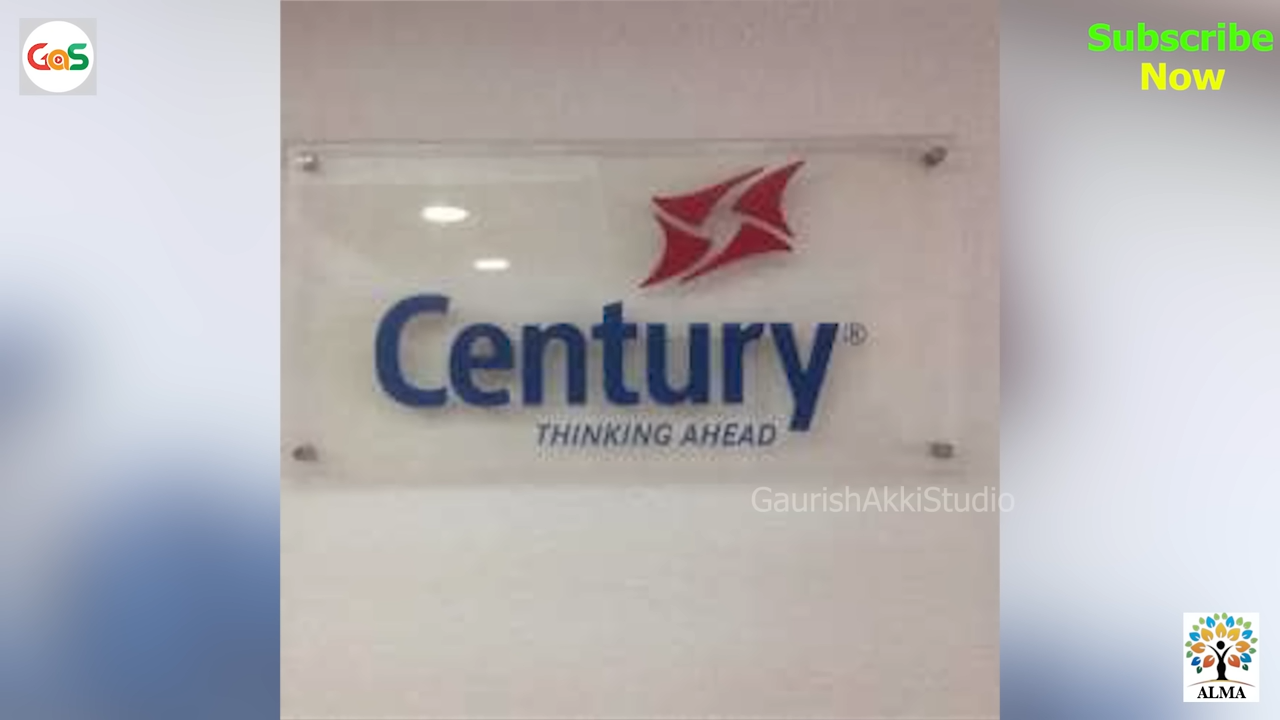 GaS
Subscribe
Now
Century®
THINKING AHEAD
GaurishAkkiStudio
ALMA